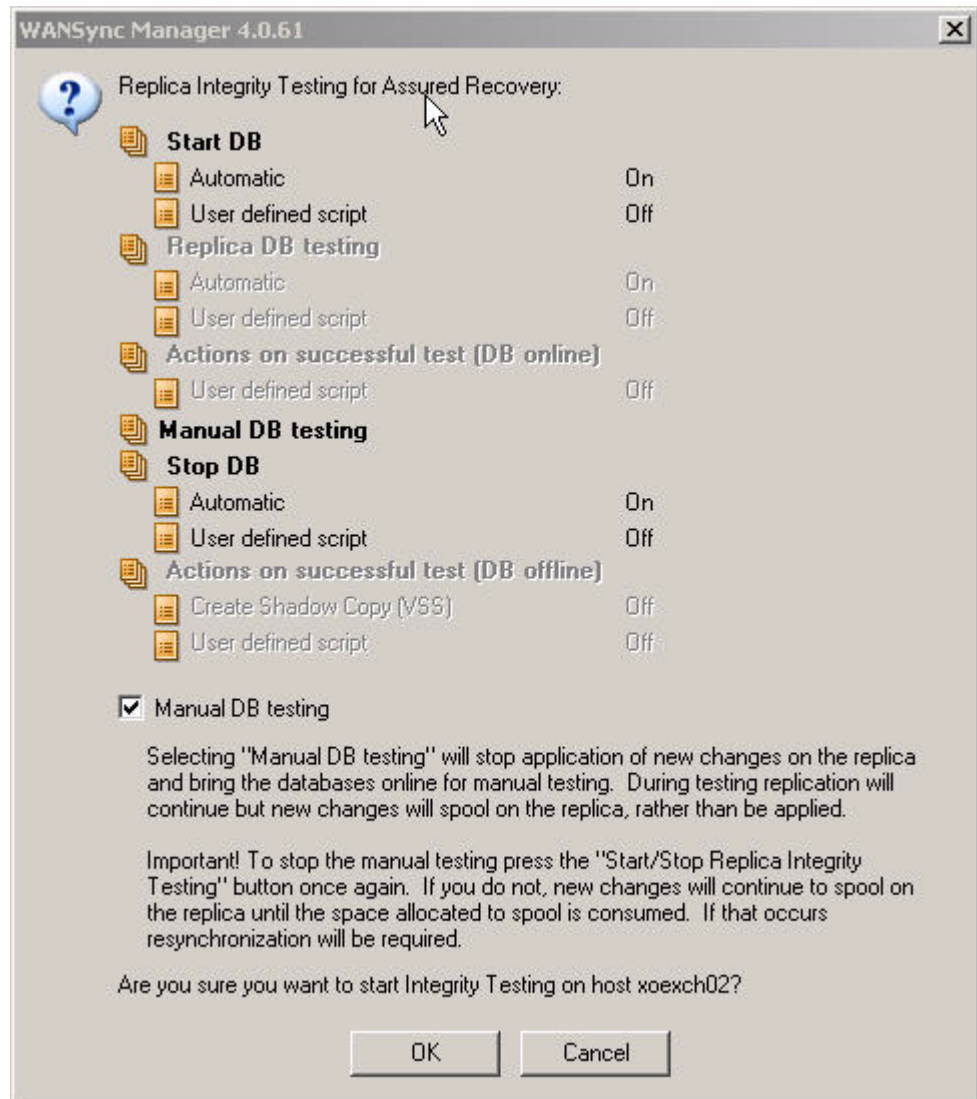 WANSync Manager 4.0.61
Replica Integrity Testing for Assured Recovery:
Start DB
Automatic On
User defined script Off
Replica DB testing
Automatic On
User defined script Off
Actions on successful test (DB online)
User defined script Off
Manual DB testing
Stop DB
Automatic On
User defined script Off
Actions on successful test (DB offline)
Create Shadow Copy (VSS) Off
User defined script Off
Manual DB testing
Selecting "Manual DB testing" will stop application of new changes on the replica
and bring the databases online for manual testing. During testing replication will
continue but new changes will spool on the replica, rather than be applied.
Important! To stop the manual testing press the "Start/Stop Replica Integrity
Testing" button once again. If you do not, new changes will continue to spool on
the replica until the space allocated to spool is consumed. If that occurs
resynchronization will be required.
Are you sure you want to start Integrity Testing on host xoexch02?
OK Cancel